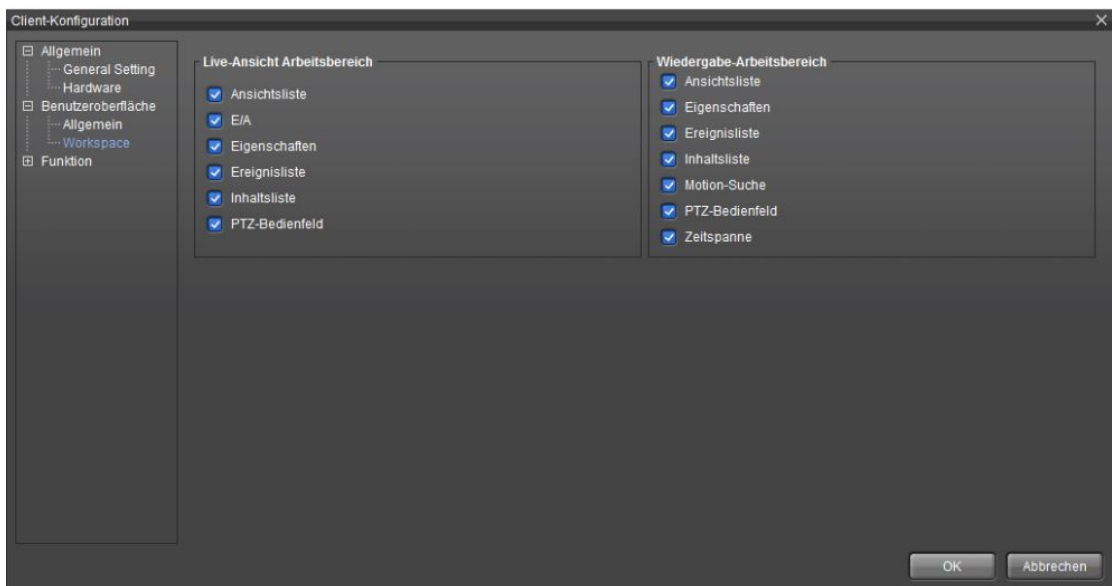 Client-Konfiguration
Allgemein
General Setting
Hardware
Benutzeroberfläche
Allgemein
Workspace
Funktion
Live-Ansicht Arbeitsbereich
Ansichtsliste
E/A
Eigenschaften
Ereignisliste
Inhaltsliste
PTZ-Bedienfeld
Wiedergabe-Arbeitsbereich
Ansichtsliste
Eigenschaften
Ereignisliste
Inhaltsliste
Motion-Suche
PTZ-Bedienfeld
Zeitspanne
OK
Abbrechen